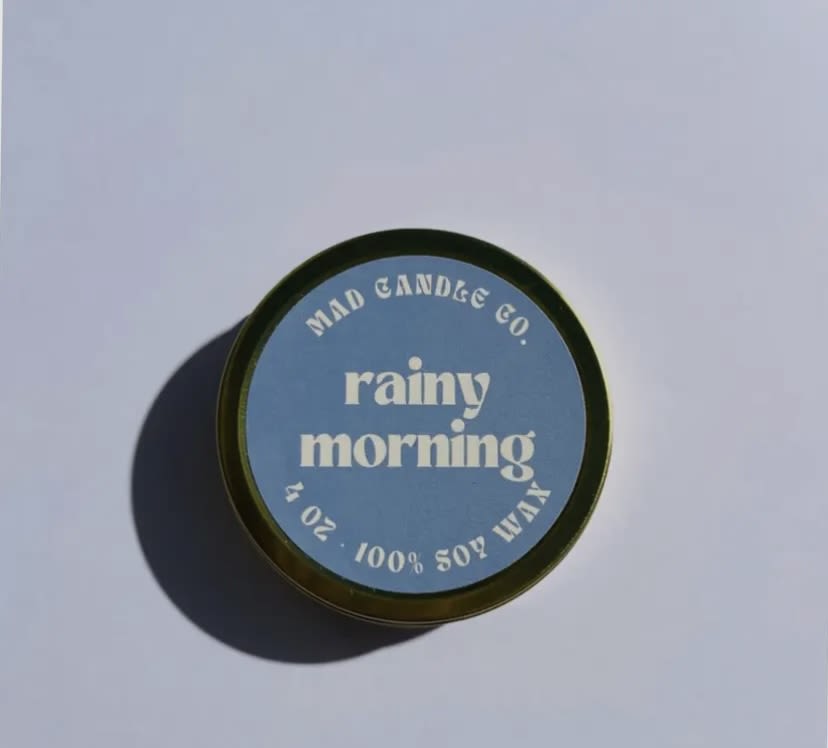 MAD CANDLE CO.
rainy
morning
4 OZ · 100% SOY WAX